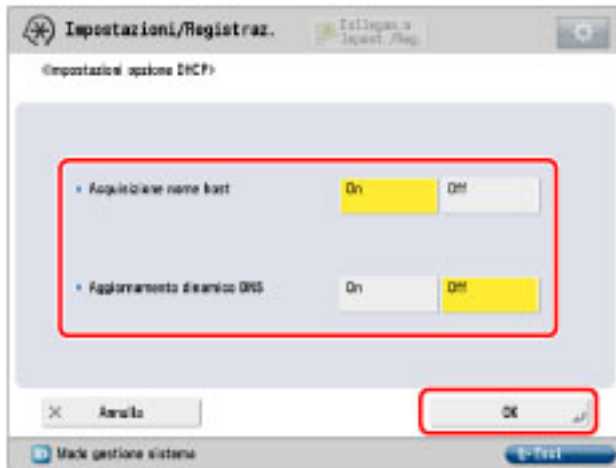 Impostazioni/Registraz.
<Impostazioni opzione DHCP>
Acquisizione nome host
On
Off
Aggiornamento dinamico DNS
On
Off
Annulla
OK
Modo gestione sistema